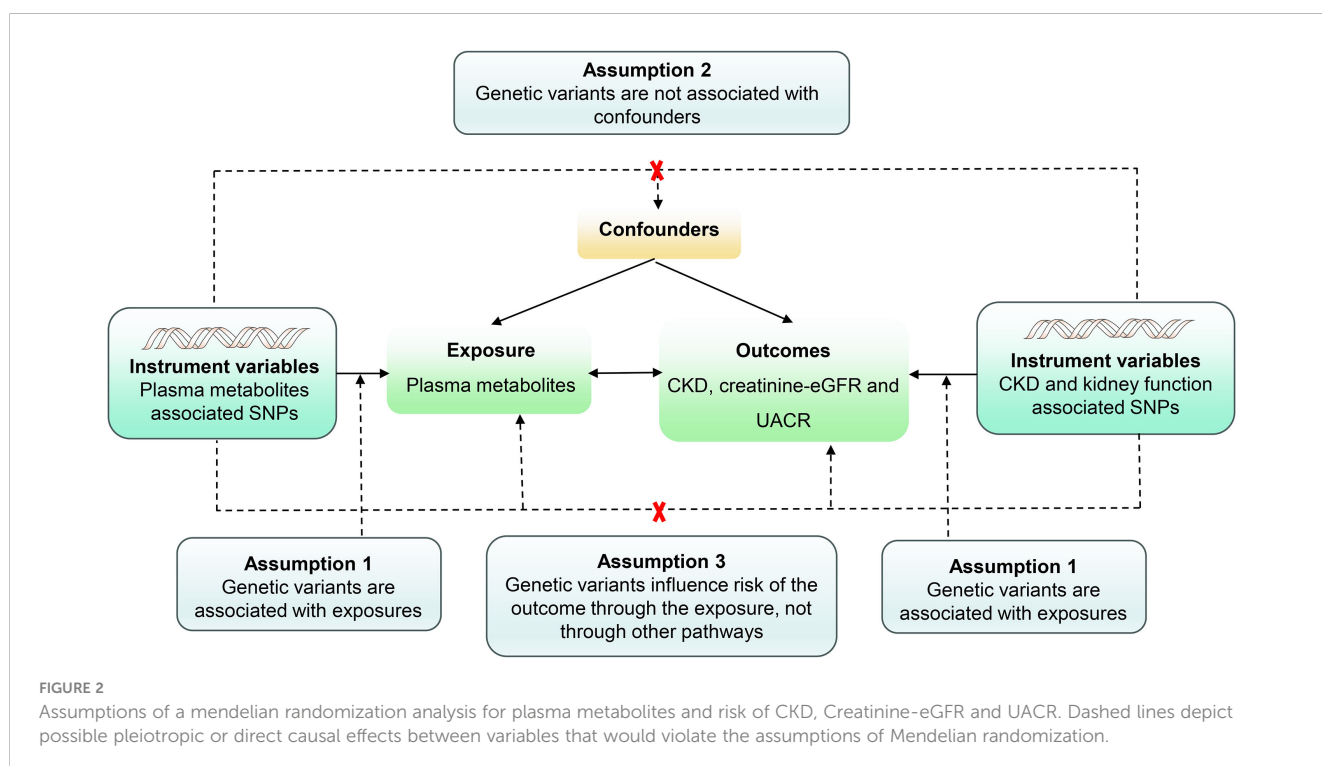 Assumption 2
Genetic variants are not associated with
confounders
Confounders
Instrument variables
Plasma metabolites
associated SNPs
Exposure
Plasma metabolites
Outcomes
CKD, creatinine-eGFR and
UACR
Instrument variables
CKD and kidney function
associated SNPs
Assumption 1
Genetic variants are
associated with exposures
Assumption 3
Genetic variants influence risk of the
outcome through the exposure, not
through other pathways
Assumption 1
Genetic variants are
associated with exposures
FIGURE 2
Assumptions of a mendelian randomization analysis for plasma metabolites and risk of CKD, Creatinine-eGFR and UACR. Dashed lines depict
possible pleiotropic or direct causal effects between variables that would violate the assumptions of Mendelian randomization.